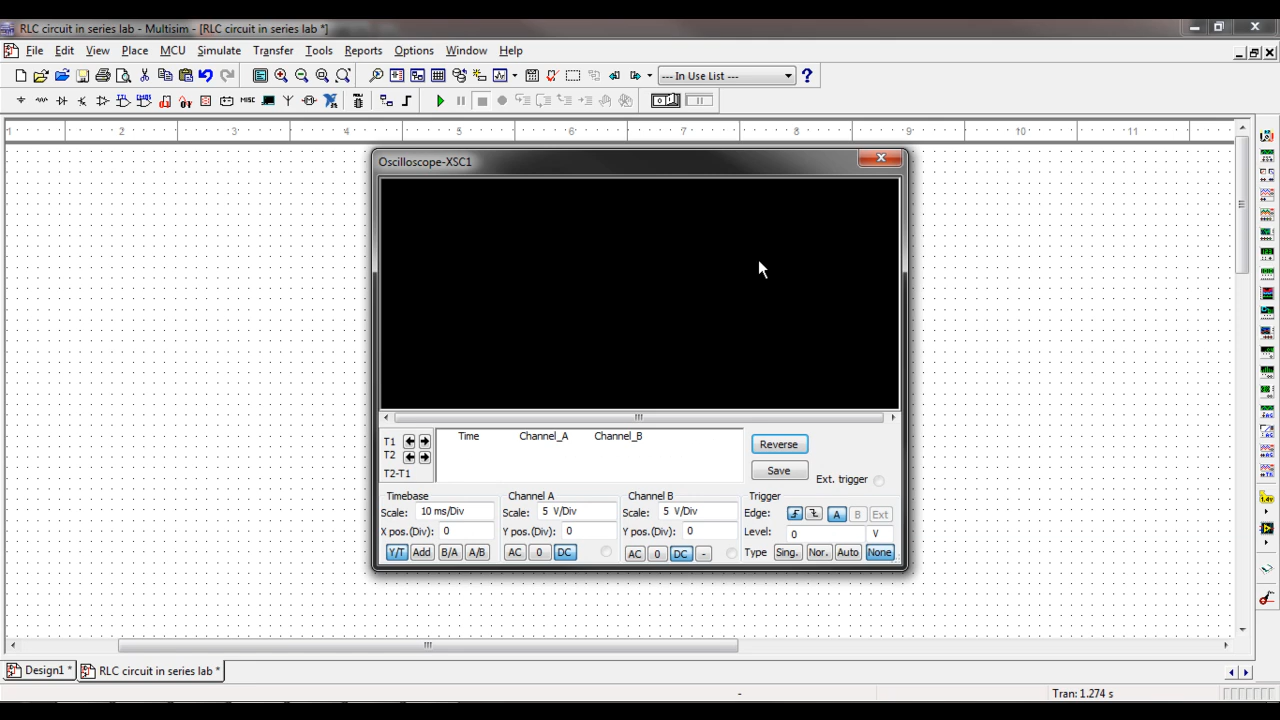 RLC circuit in series lab - Multisim - [RLC circuit in series lab *]
File Edit View Place MCU Simulate Transfer Tools Reports Options Window Help
--- In Use List ---
MISC
1 2 3 4 5 6 7 8 9 10 11
Oscilloscope-XSC1
Time Channel_A Channel_B
T1
T2
T2-T1
Reverse
Save
Ext. trigger
Timebase Channel A Channel B Trigger
Scale: 10 ms/Div Scale: 5 V/Div Scale: 5 V/Div Edge: A B Ext
X pos.(Div): 0 Y pos.(Div): 0 Y pos.(Div): 0 Level: 0 V
Y/T Add B/A A/B AC 0 DC AC 0 DC - Type Sing. Nor. Auto None
Design1 * RLC circuit in series lab *
- Tran: 1.274 s